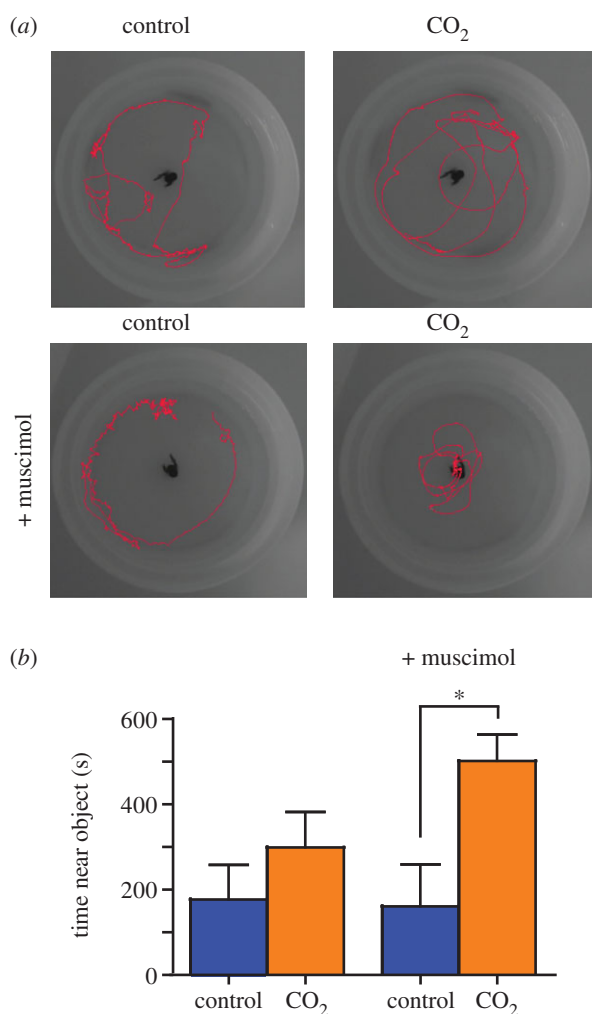 (a)
control CO₂
control CO₂
+ muscimol
(b)
+ muscimol
*
600
400
200
0
time near object (s)
control CO₂ control CO₂